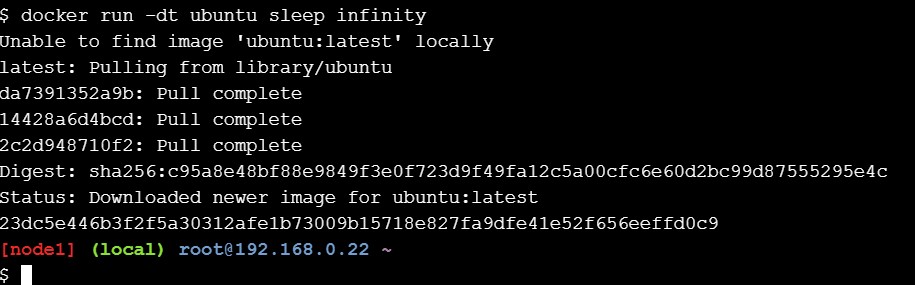 $ docker run -dt ubuntu sleep infinity
Unable to find image 'ubuntu:latest' locally
latest: Pulling from library/ubuntu
da7391352a9b: Pull complete
14428a6d4bcd: Pull complete
2c2d948710f2: Pull complete
Digest: sha256:c95a8e48bf88e9849f3e0f723d9f49fa12c5a00cfc6e60d2bc99d87555295e4c
Status: Downloaded newer image for ubuntu:latest
23dc5e446b3f2f5a30312afe1b73009b15718e827fa9dfe41e52f656eeffd0c9
[node1] (local) root@192.168.0.22 ~
$